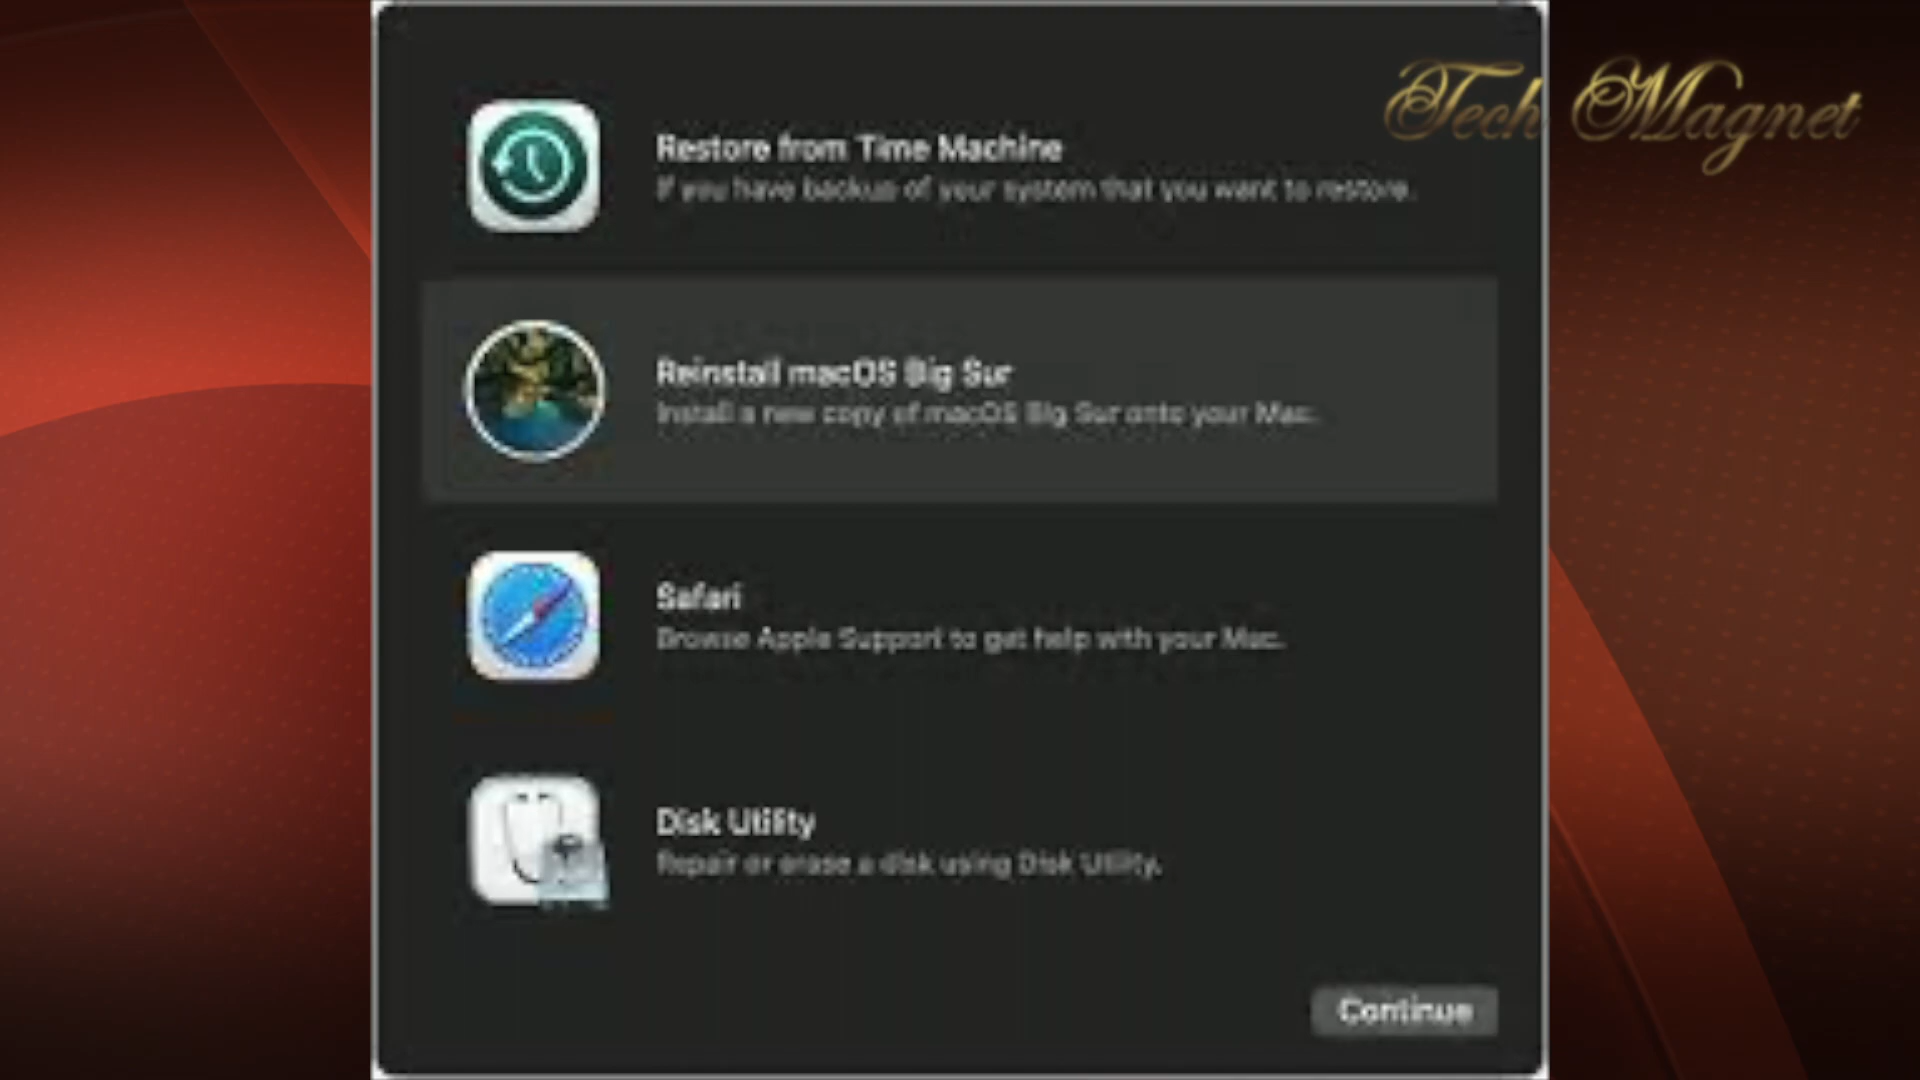 Tech Magnet
Restore from Time Machine
If you have backup of your system that you want to restore.
Reinstall macOS Big Sur
Install a new copy of macOS Big Sur onto your Mac.
Safari
Browse Apple Support to get help with your Mac.
Disk Utility
Repair or erase a disk using Disk Utility.
Continue